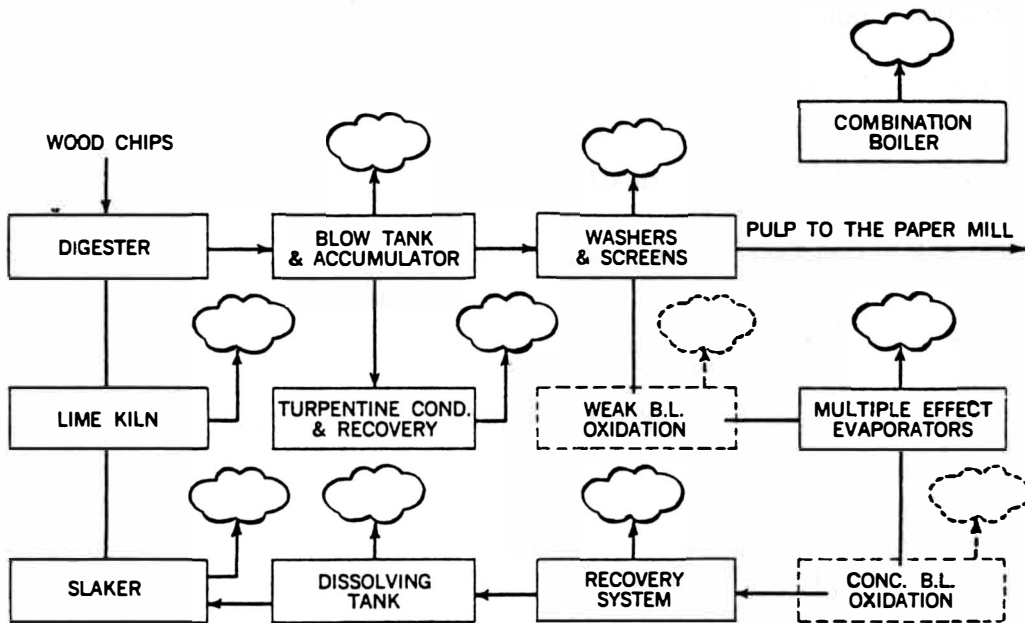 COMBINATION
BOILER
WOOD CHIPS
DIGESTER
BLOW TANK
& ACCUMULATOR
WASHERS
& SCREENS
PULP TO THE PAPER MILL
LIME KILN
TURPENTINE COND.
& RECOVERY
WEAK B.L.
OXIDATION
MULTIPLE EFFECT
EVAPORATORS
SLAKER
DISSOLVING
TANK
RECOVERY
SYSTEM
CONC. B.L.
OXIDATION